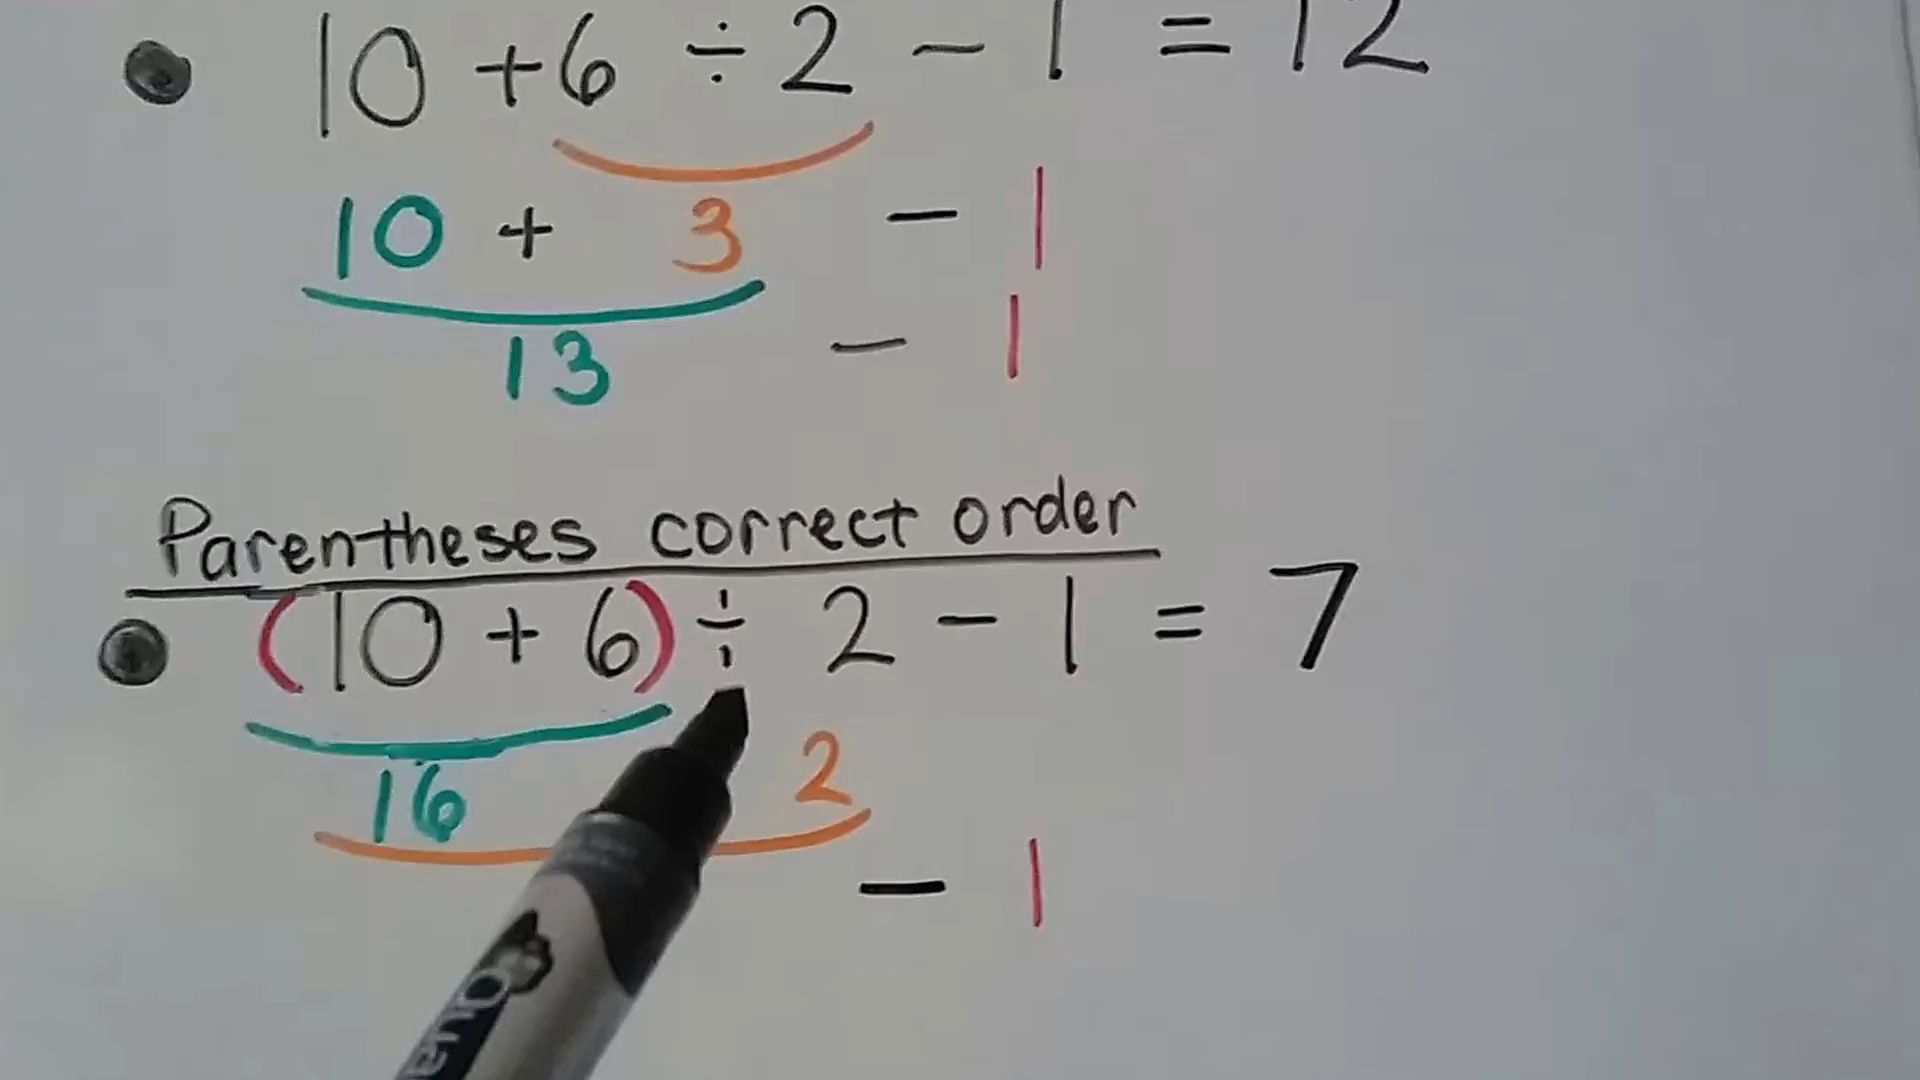 10 + 6 ÷ 2 - 1 = 12
10 + 3 - 1
13 - 1
Parentheses correct order
(10 + 6) ÷ 2 - 1 = 7
16 2
- 1